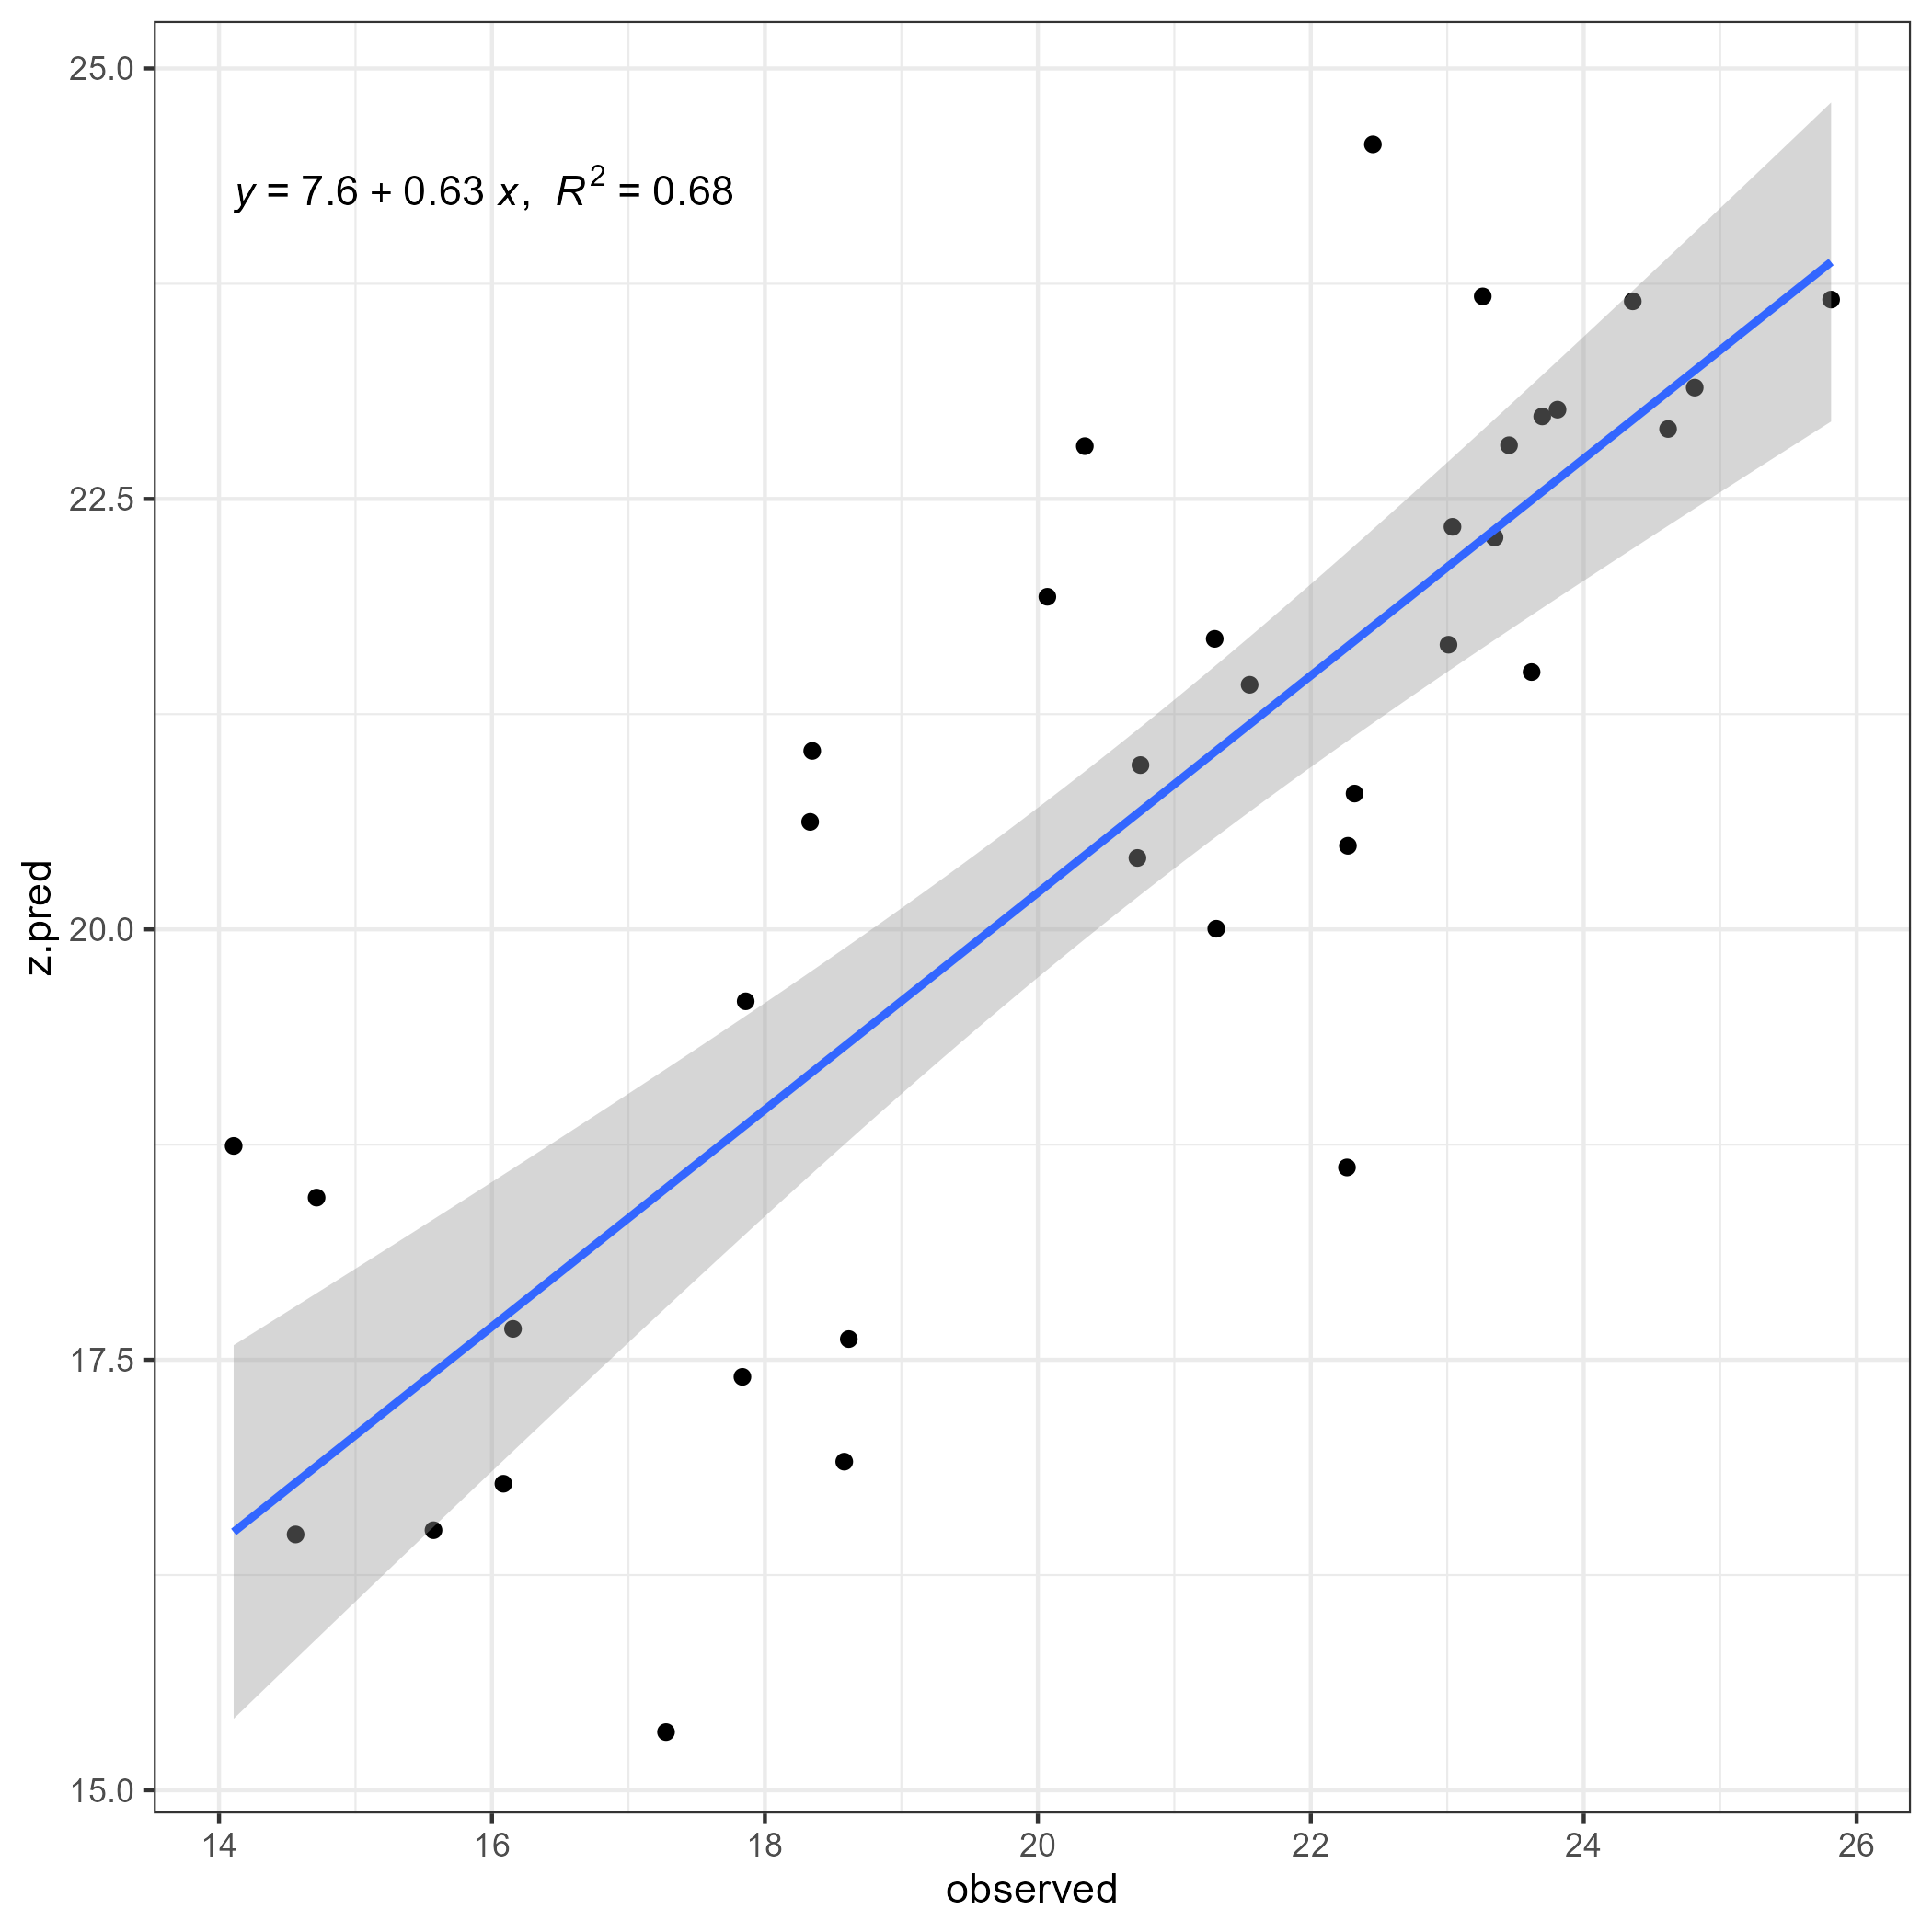 25.0
y = 7.6 + 0.63 x, R² = 0.68
22.5
z.pred
20.0
17.5
15.0
14 16 18 20 22 24 26
observed